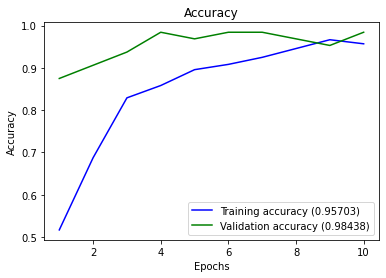 Accuracy
1.0
0.9
0.8
0.7
0.6
0.5
Accuracy
Training accuracy (0.95703)
Validation accuracy (0.98438)
2
4
6
8
10
Epochs